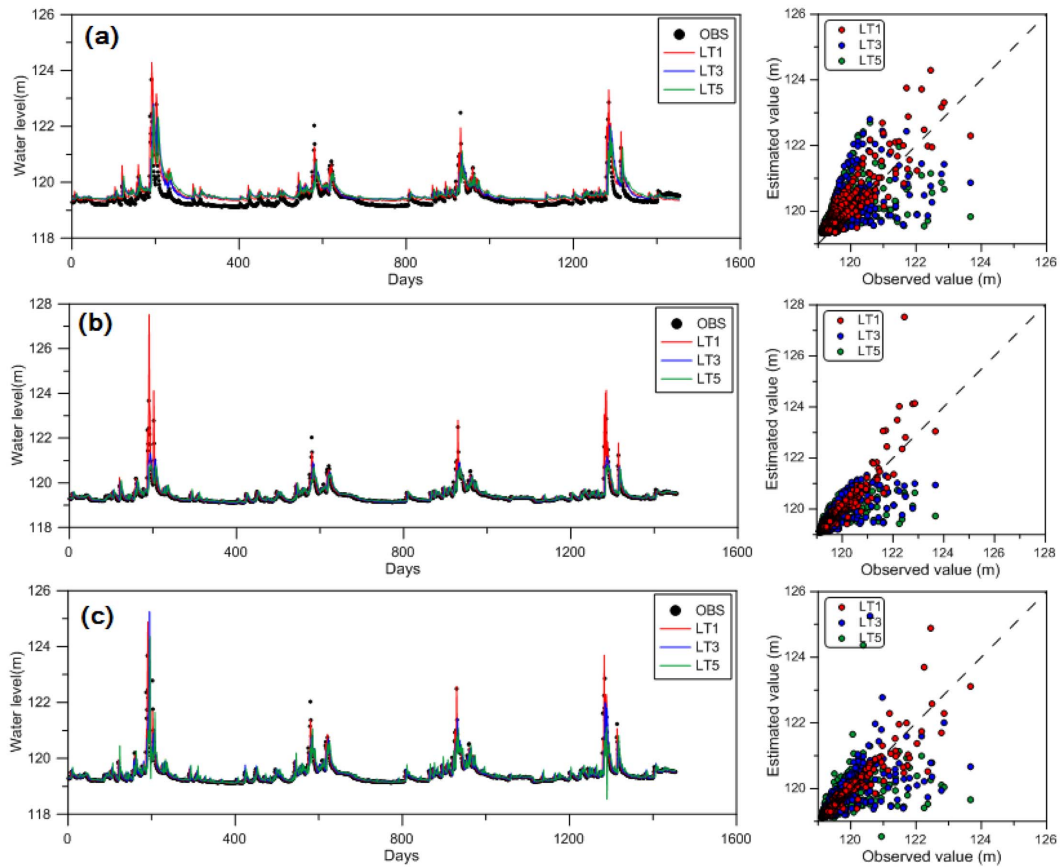 (a)
Water level(m)
126
124
122
120
118
0
400
800
1200
1600
Days
OBS
LT1
LT3
LT5
Estimated value (m)
126
124
122
120
120
122
124
126
Observed value (m)
LT1
LT3
LT5
(b)
Water level(m)
128
126
124
122
120
118
0
400
800
1200
1600
Days
OBS
LT1
LT3
LT5
Estimated value (m)
128
126
124
122
120
120
122
124
126
128
Observed value (m)
LT1
LT3
LT5
(c)
Water level(m)
126
124
122
120
118
0
400
800
1200
1600
Days
OBS
LT1
LT3
LT5
Estimated value (m)
126
124
122
120
120
122
124
126
Observed value (m)
LT1
LT3
LT5